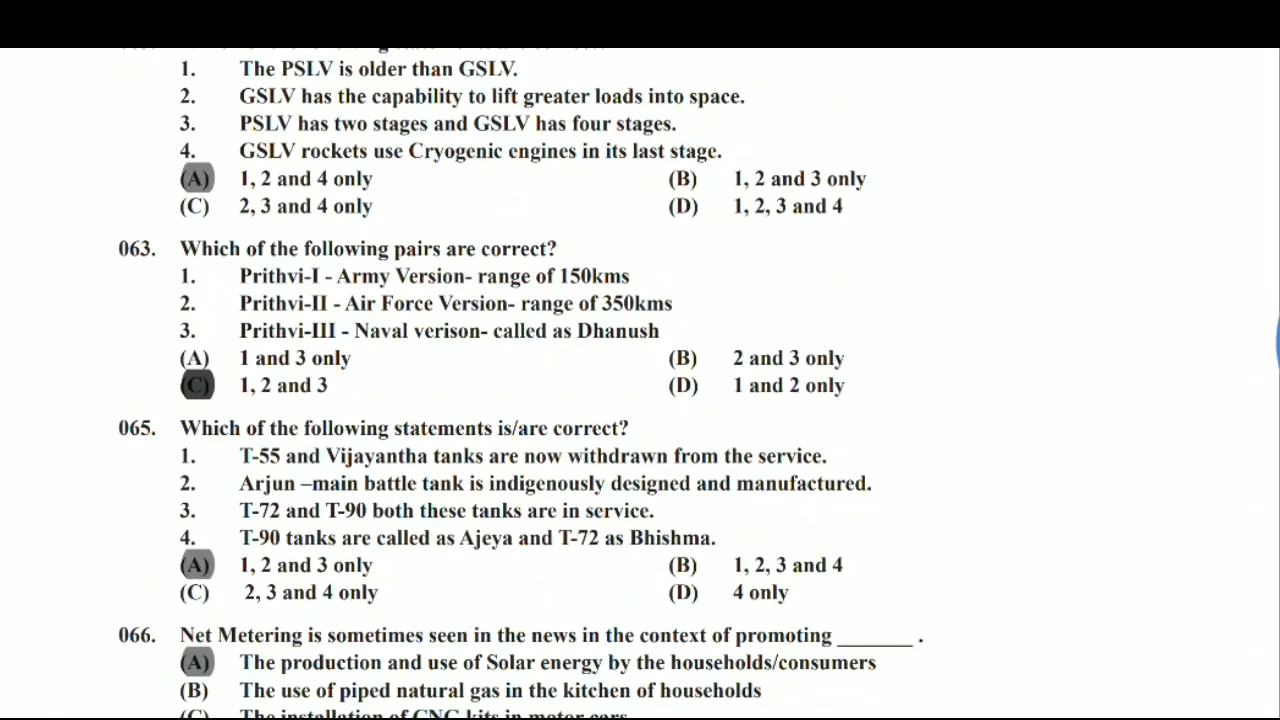 1. The PSLV is older than GSLV.
2. GSLV has the capability to lift greater loads into space.
3. PSLV has two stages and GSLV has four stages.
4. GSLV rockets use Cryogenic engines in its last stage.
(A) 1, 2 and 4 only (B) 1, 2 and 3 only
(C) 2, 3 and 4 only (D) 1, 2, 3 and 4
063. Which of the following pairs are correct?
1. Prithvi-I - Army Version- range of 150kms
2. Prithvi-II - Air Force Version- range of 350kms
3. Prithvi-III - Naval verison- called as Dhanush
(A) 1 and 3 only (B) 2 and 3 only
(C) 1, 2 and 3 (D) 1 and 2 only
065. Which of the following statements is/are correct?
1. T-55 and Vijayantha tanks are now withdrawn from the service.
2. Arjun –main battle tank is indigenously designed and manufactured.
3. T-72 and T-90 both these tanks are in service.
4. T-90 tanks are called as Ajeya and T-72 as Bhishma.
(A) 1, 2 and 3 only (B) 1, 2, 3 and 4
(C) 2, 3 and 4 only (D) 4 only
066. Net Metering is sometimes seen in the news in the context of promoting _______ .
(A) The production and use of Solar energy by the households/consumers
(B) The use of piped natural gas in the kitchen of households
(C) The installation of CNG kits in motor cars